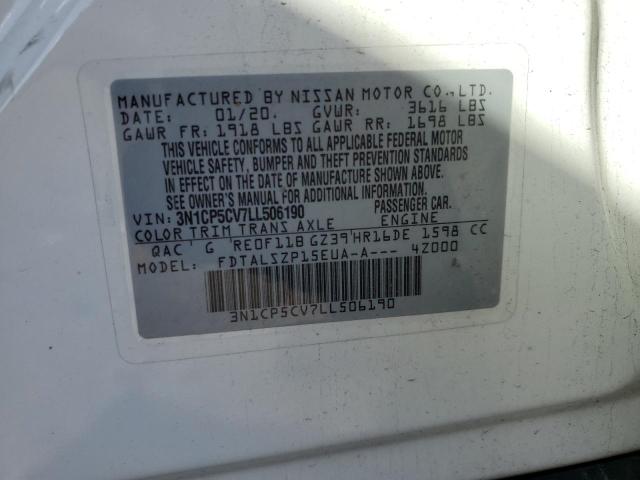 MANUFACTURED BY NISSAN MOTOR CO.,LTD.
DATE: 01/20. GVWR: 3616 LBS
GAWR FR: 1918 LBS GAWR RR: 1698 LBS
THIS VEHICLE CONFORMS TO ALL APPLICABLE FEDERAL MOTOR
VEHICLE SAFETY, BUMPER AND THEFT PREVENTION STANDARDS
IN EFFECT ON THE DATE OF MANUFACTURE SHOWN ABOVE.
SEE OWNER'S MANUAL FOR ADDITIONAL INFORMATION.
VIN: 3N1CP5CV7LL506190 PASSENGER CAR.
COLOR TRIM TRANS AXLE ENGINE
QAC' G 'RE0F11B GZ39'HR16DE 1598 CC
MODEL: FDTALSZP15EUA-A--- 4Z000
3N1CP5CV7LL506190